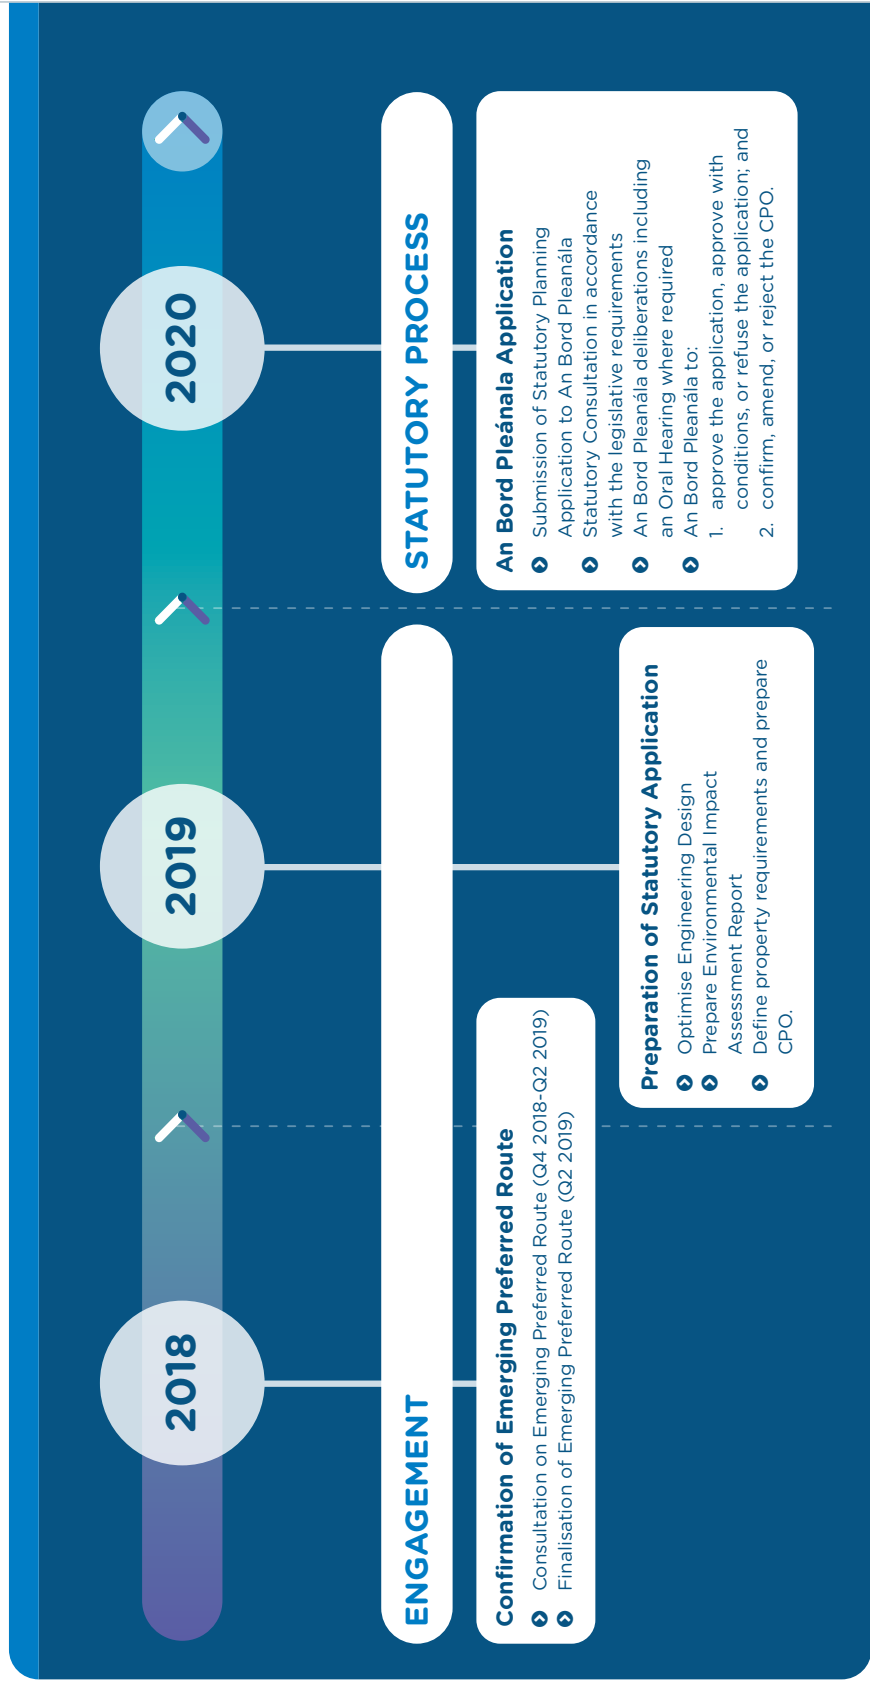 2018
2019
2020
ENGAGEMENT
STATUTORY PROCESS
Confirmation of Emerging Preferred Route
Consultation on Emerging Preferred Route (Q4 2018-Q2 2019)
Finalisation of Emerging Preferred Route (Q2 2019)
Preparation of Statutory Application
Optimise Engineering Design
Prepare Environmental Impact
Assessment Report
Define property requirements and prepare
CPO.
An Bord Pleánala Application
Submission of Statutory Planning
Application to An Bord Pleanála
Statutory Consultation in accordance
with the legislative requirements
An Bord Pleanála deliberations including
an Oral Hearing where required
An Bord Pleanála to:
1. approve the application, approve with
conditions, or refuse the application; and
2. confirm, amend, or reject the CPO.